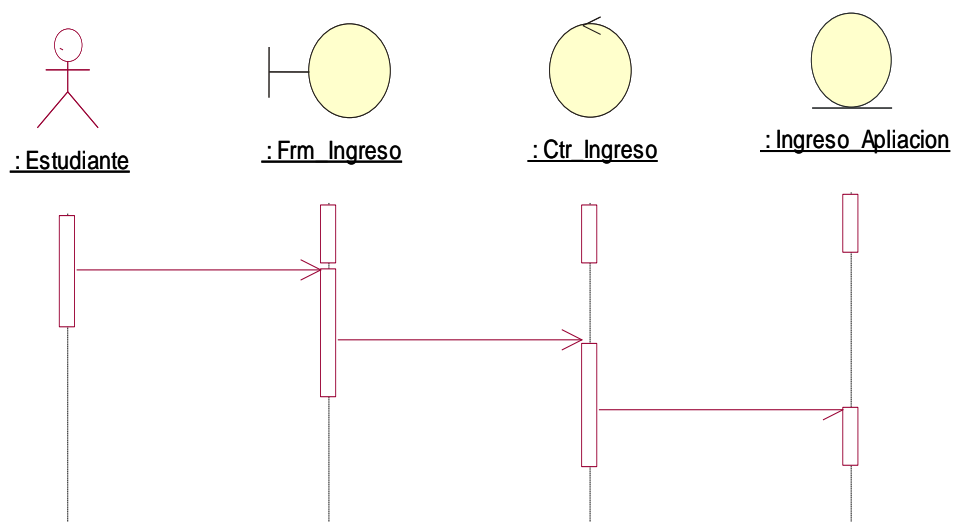 : Estudiante
: Frm_Ingreso
: Ctr_Ingreso
: Ingreso_Apliacion